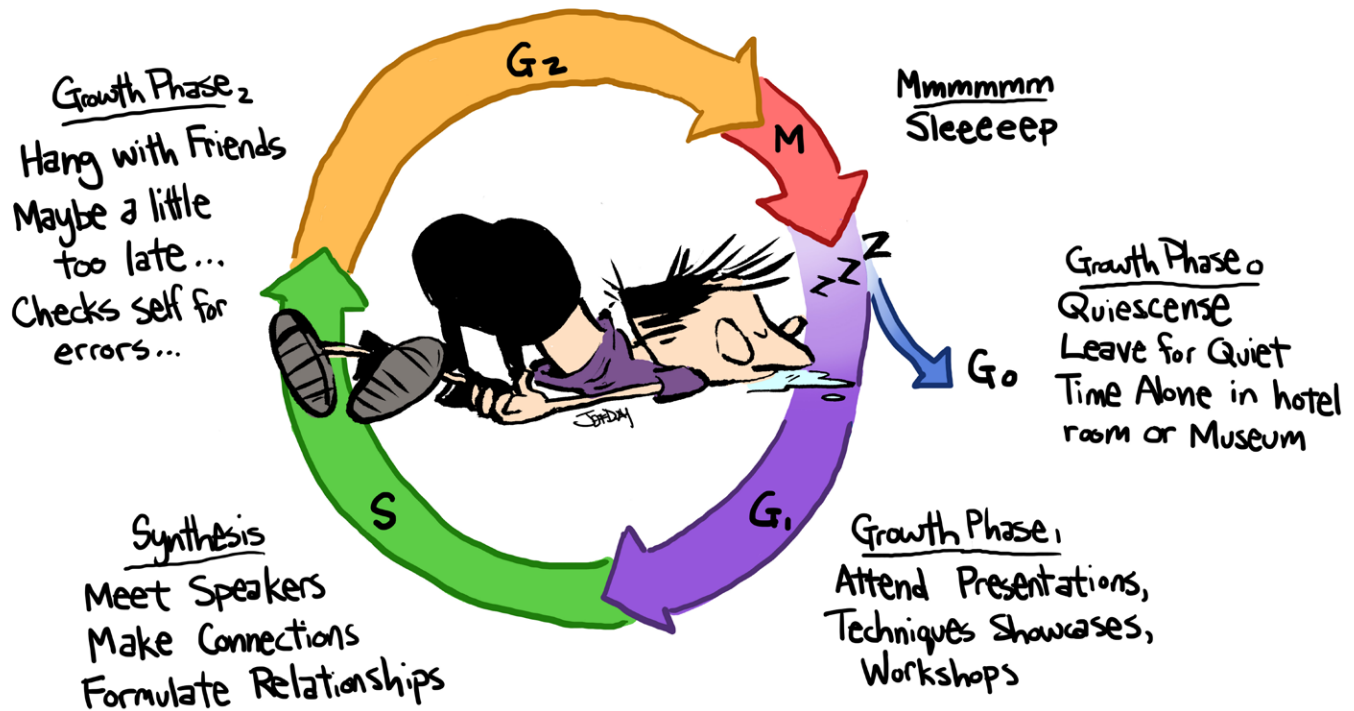 G2
Growth Phase2
Hang with Friends
Maybe a little
too late...
Checks self for
errors...
M
Mmmmmmm
Sleeeeep
z z z Z
Growth Phase0
Quiescense
Leave for Quiet
Time Alone in hotel
room or Museum
G0
G1
Growth Phase1
Attend Presentations,
Techniques Showcases,
Workshops
S
Synthesis
Meet Speakers
Make Connections
Formulate Relationships